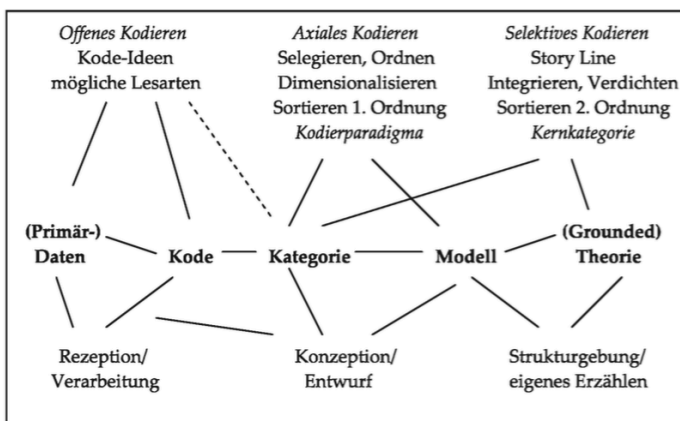 Offenes Kodieren
Kode-Ideen
mögliche Lesarten
Axiales Kodieren
Selegieren, Ordnen
Dimensionalisieren
Sortieren 1. Ordnung
Kodierparadigma
Selektives Kodieren
Story Line
Integrieren, Verdichten
Sortieren 2. Ordnung
Kernkategorie
(Primär-)
Daten
Kode
Kategorie
Modell
(Grounded)
Theorie
Rezeption/
Verarbeitung
Konzeption/
Entwurf
Strukturgebung/
eigenes Erzählen